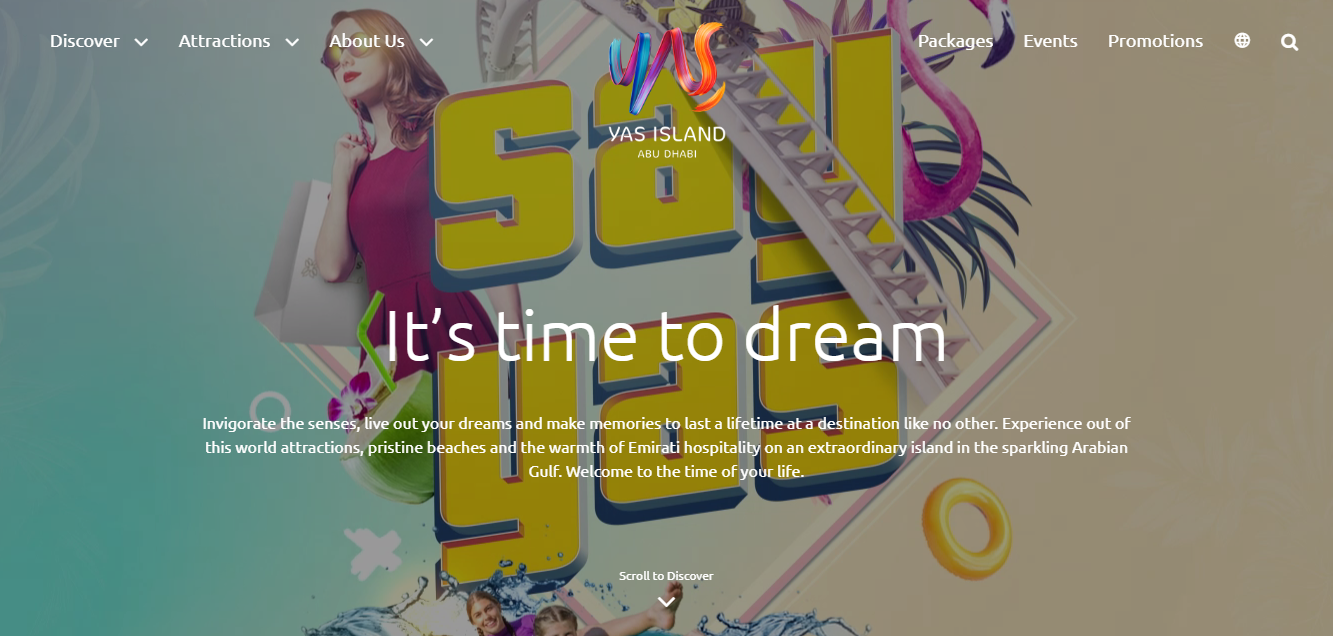 Discover
Attractions
About Us
Packages
Events
Promotions
YAS
YAS ISLAND
ABU DHABI
say
yas
It’s time to dream
Invigorate the senses, live out your dreams and make memories to last a lifetime at a destination like no other. Experience out of
this world attractions, pristine beaches and the warmth of Emirati hospitality on an extraordinary island in the sparkling Arabian
Gulf. Welcome to the time of your life.
Scroll to Discover